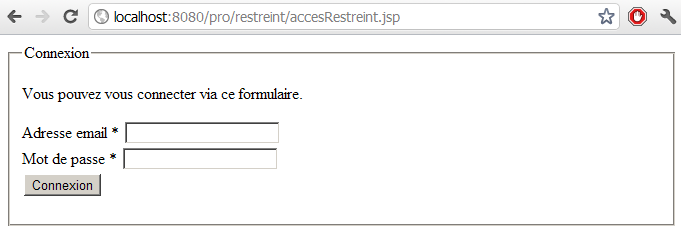 localhost:8080/pro/restreint/accesRestreint.jsp
Connexion
Vous pouvez vous connecter via ce formulaire.
Adresse email *
Mot de passe *
Connexion